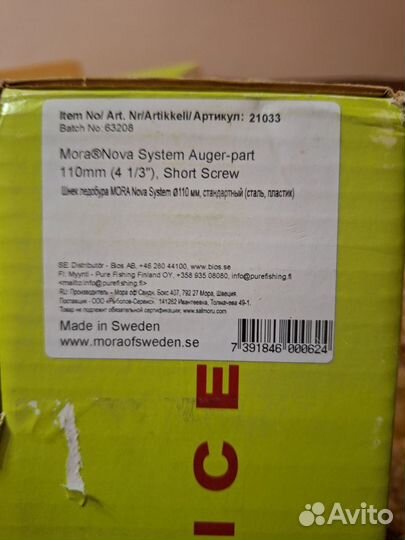 Item No/ Art. Nr/Artikkeli/Артикул: 21033
Batch No: 63208
Mora®Nova System Auger-part
110mm (4 1/3"), Short Screw
Шнек ледобура MORA Nova System Ø110 мм, стандартный (сталь, пластик)
SE: Distributör - Bios AB, +46 280 44100, www.bios.se
FI: Myynti - Pure Fishing Finland OY, +358 935 08080, info@purefishing.fi
<mailto:info@purefishing.fi>
RU: Производитель - Мора оф Свидн, Бокс 407, 792 27 Мора, Швеция.
Поставщик - ООО «Рыболов-Сервис». 141282 Ивантеевка, Толмачева 49-1.
Товар не подлежит обязательной сертификации; www.salmoru.com
Made in Sweden
www.moraofsweden.se
7 391846 000624
ICE
Avito